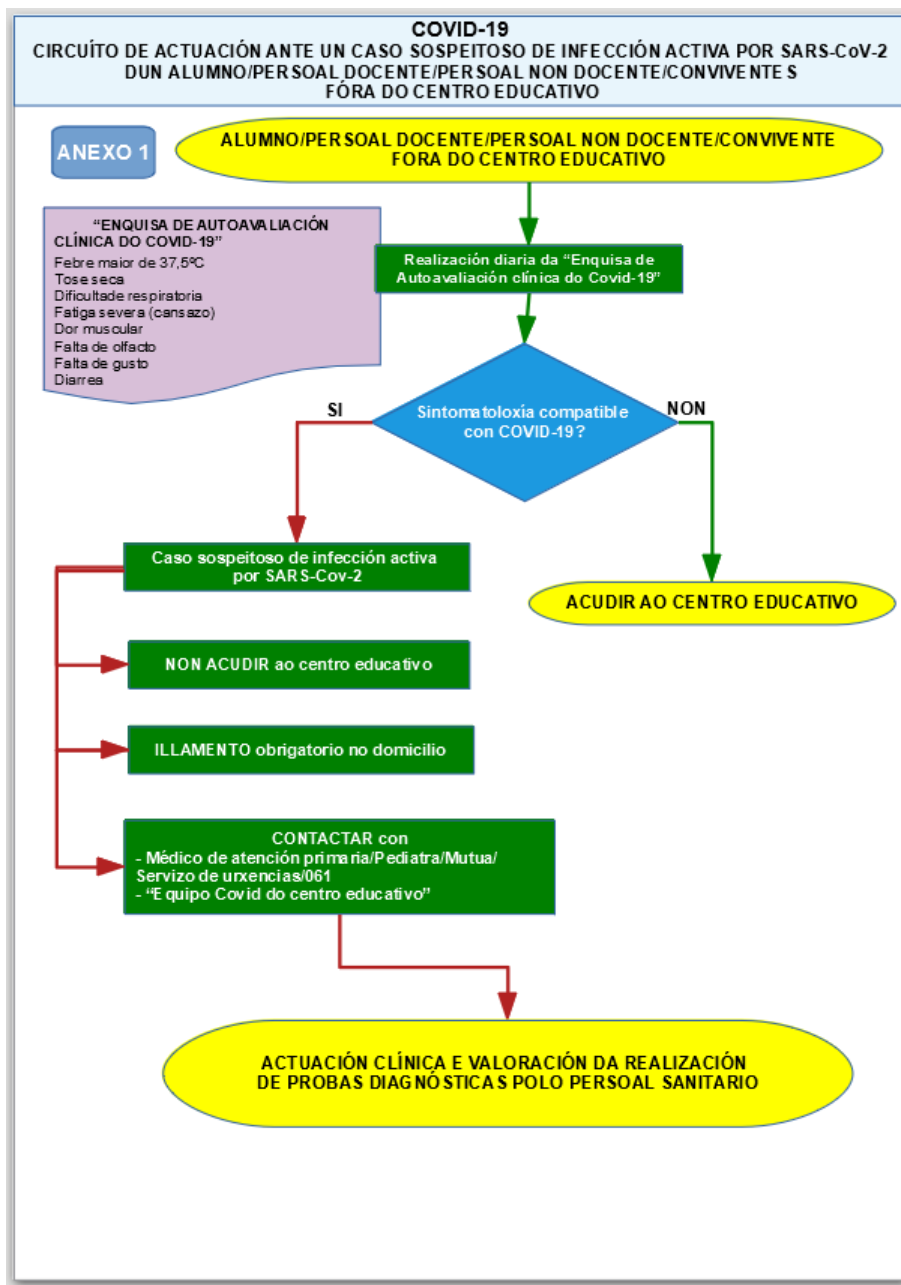 COVID-19
CIRCUÍTO DE ACTUACIÓN ANTE UN CASO SOSPEITOSO DE INFECCIÓN ACTIVA POR SARS-CoV-2
DUN ALUMNO/PERSOAL DOCENTE/PERSOAL NON DOCENTE/CONVIVENTE S
FÓRA DO CENTRO EDUCATIVO
ANEXO 1
ALUMNO/PERSOAL DOCENTE/PERSOAL NON DOCENTE/CONVIVENTE
FORA DO CENTRO EDUCATIVO
“ENQUISA DE AUTOAVALIACIÓN
CLÍNICA DO COVID-19”
Febre maior de 37,5ºC
Tose seca
Dificultade respiratoria
Fatiga severa (cansazo)
Dor muscular
Falta de olfacto
Falta de gusto
Diarrea
Realización diaria da “Enquisa de
Autoavaliación clínica do Covid-19”
SI
Sintomatoloxía compatible
con COVID-19?
NON
Caso sospeitoso de infección activa
por SARS-Cov-2
ACUDIR AO CENTRO EDUCATIVO
NON ACUDIR ao centro educativo
ILLAMENTO obrigatorio no domicilio
CONTACTAR con
- Médico de atención primaria/Pediatra/Mutua/
Servizo de urxencias/061
- “Equipo Covid do centro educativo”
ACTUACIÓN CLÍNICA E VALORACIÓN DA REALIZACIÓN
DE PROBAS DIAGNÓSTICAS POLO PERSOAL SANITARIO